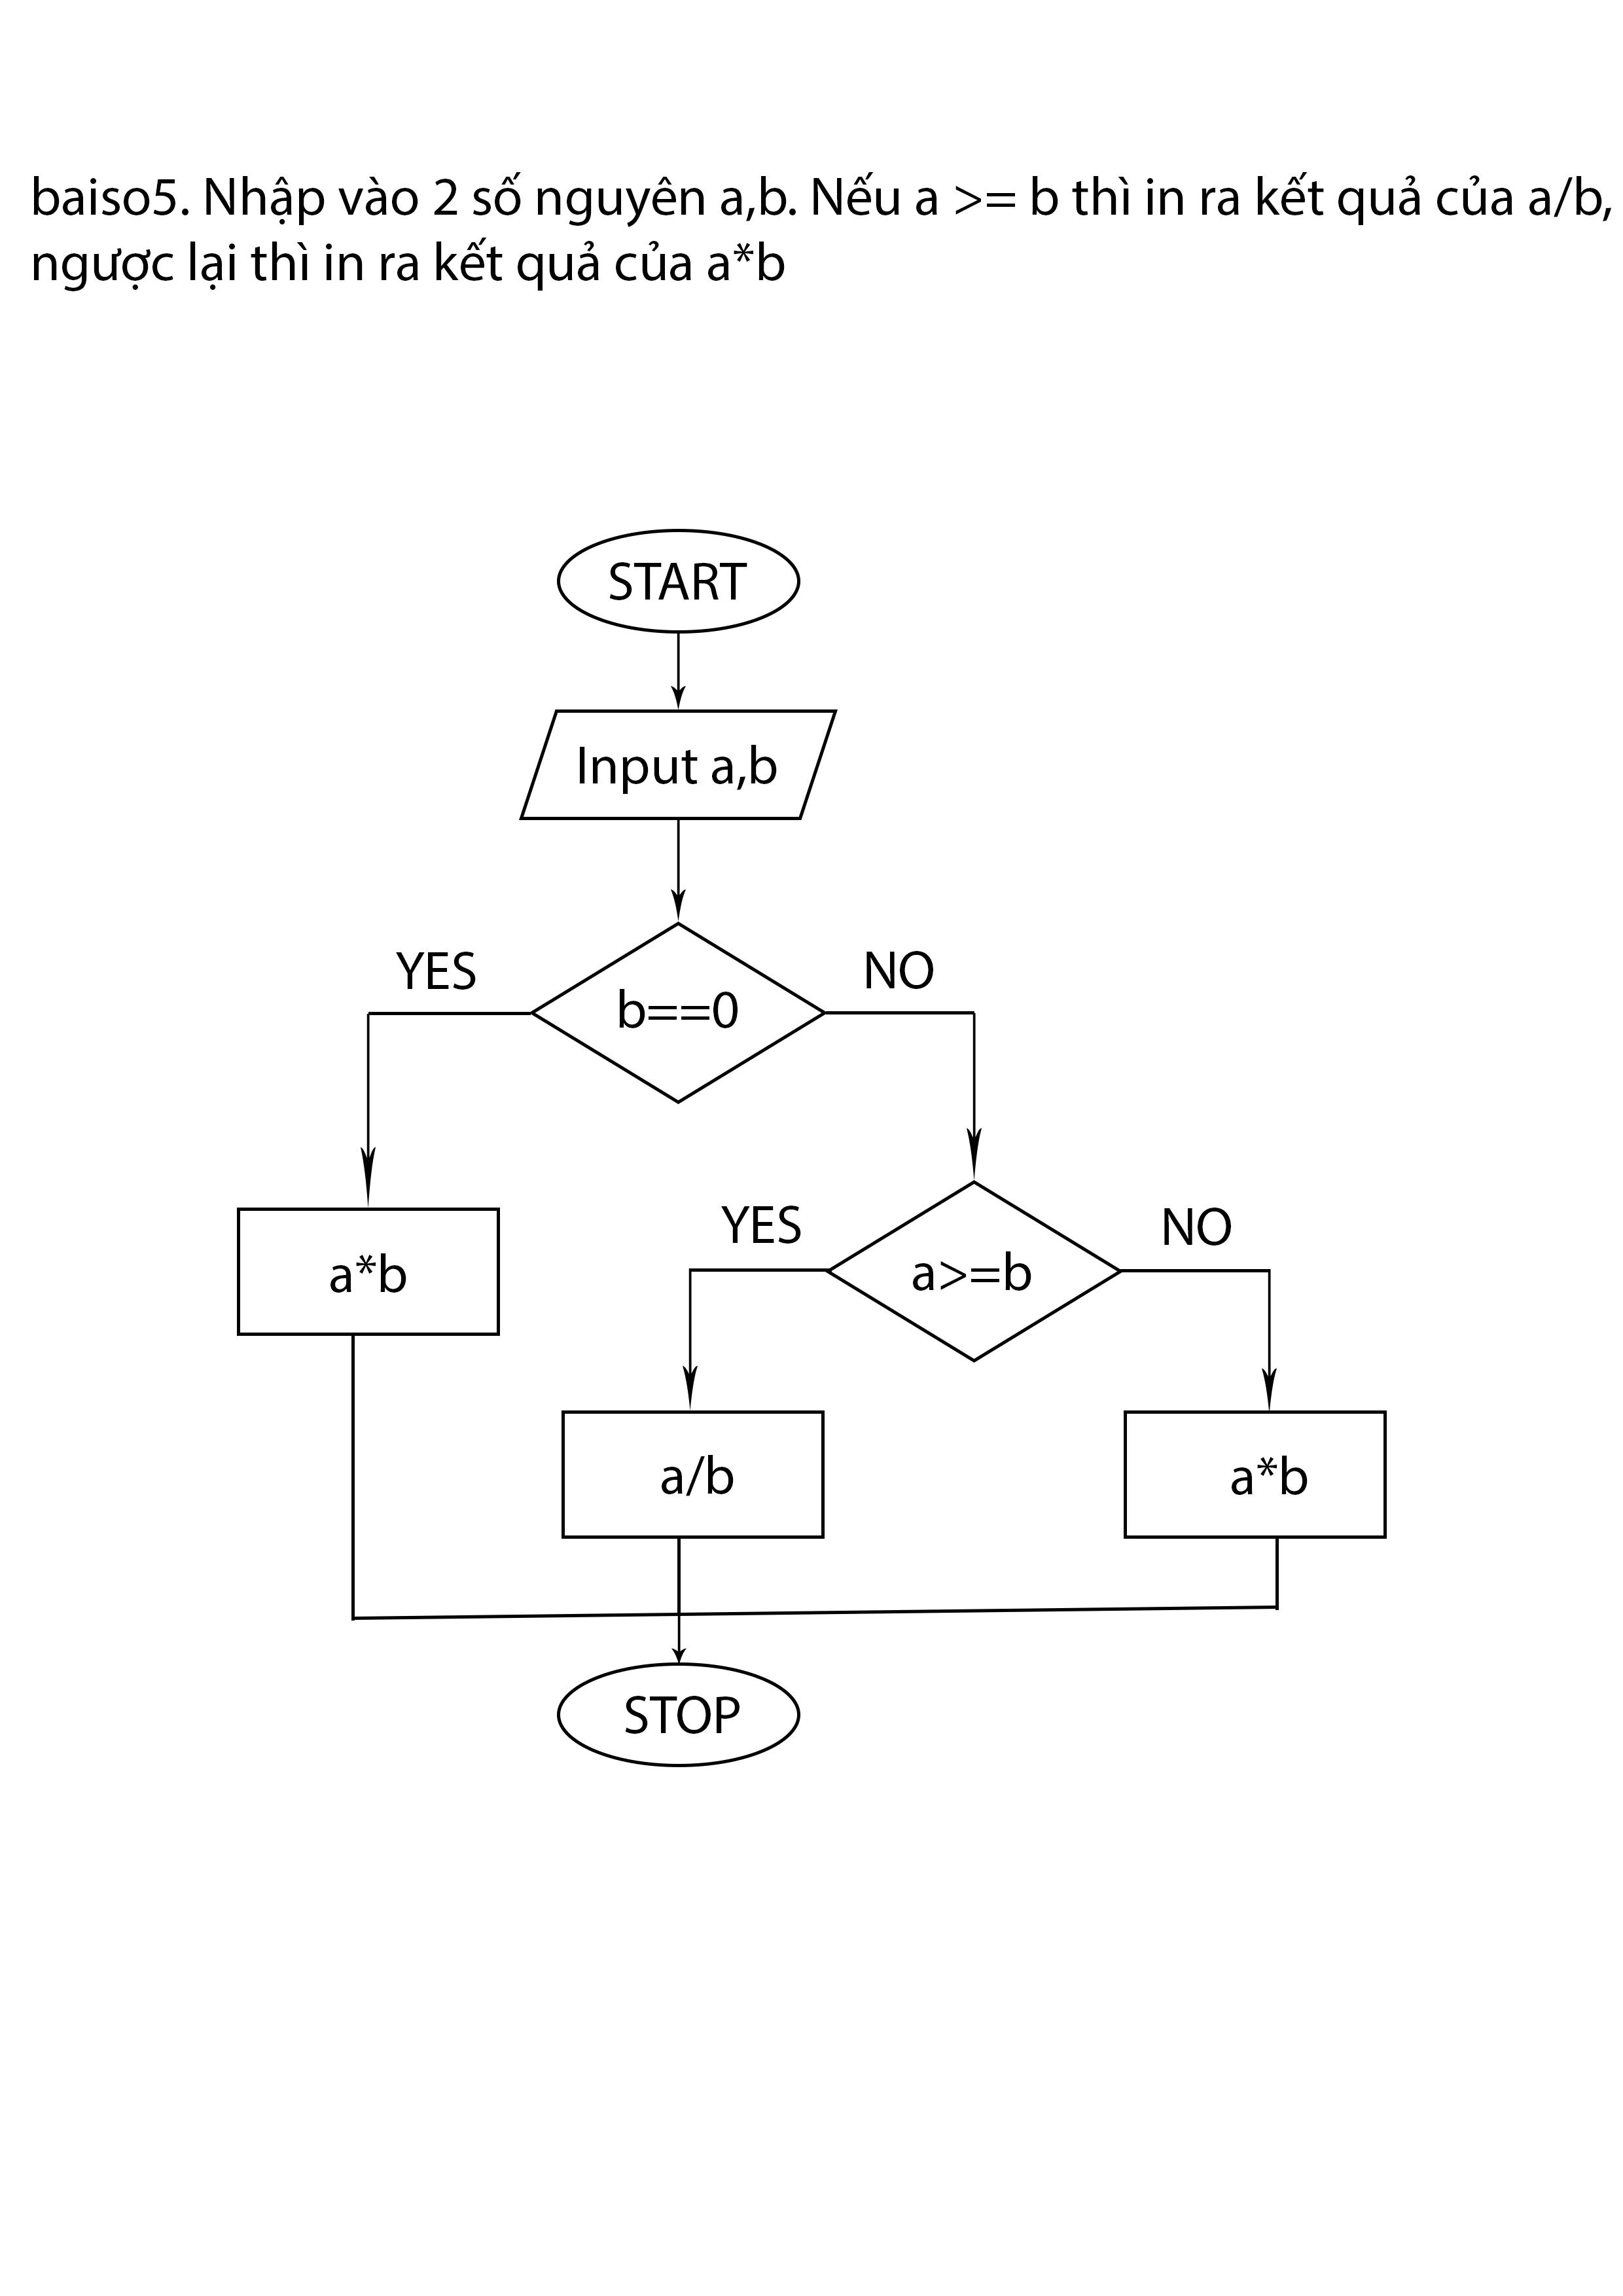 baiso5. Nhập vào 2 số nguyên a,b. Nếu a >= b thì in ra kết quả của a/b,
ngược lại thì in ra kết quả của a*b
START
Input a,b
YES
NO
b==0
YES
NO
a*b
a>=b
a/b
a*b
STOP